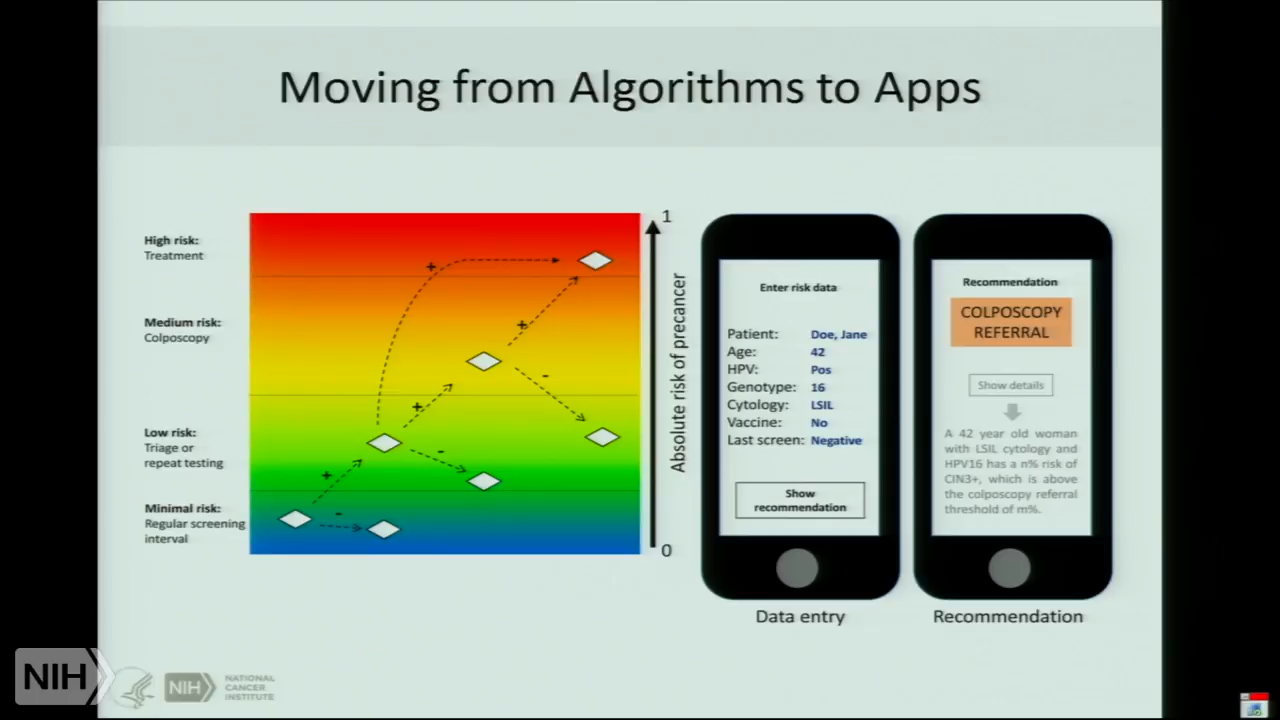 Moving from Algorithms to Apps
High risk:
Treatment
Medium risk:
Colposcopy
Low risk:
Triage or
repeat testing
Minimal risk:
Regular screening
interval
+
+
+
+
-
-
-
1
Absolute risk of precancer
0
Enter risk data
Patient: Doe, Jane
Age: 42
HPV: Pos
Genotype: 16
Cytology: LSIL
Vaccine: No
Last screen: Negative
Show
recommendation
Data entry
Recommendation
COLPOSCOPY
REFERRAL
Show details
A 42 year old woman
with LSIL cytology and
HPV16 has a n% risk of
CIN3+, which is above
the colposcopy referral
threshold of m%.
Recommendation
NIH
NIH
NATIONAL
CANCER
INSTITUTE